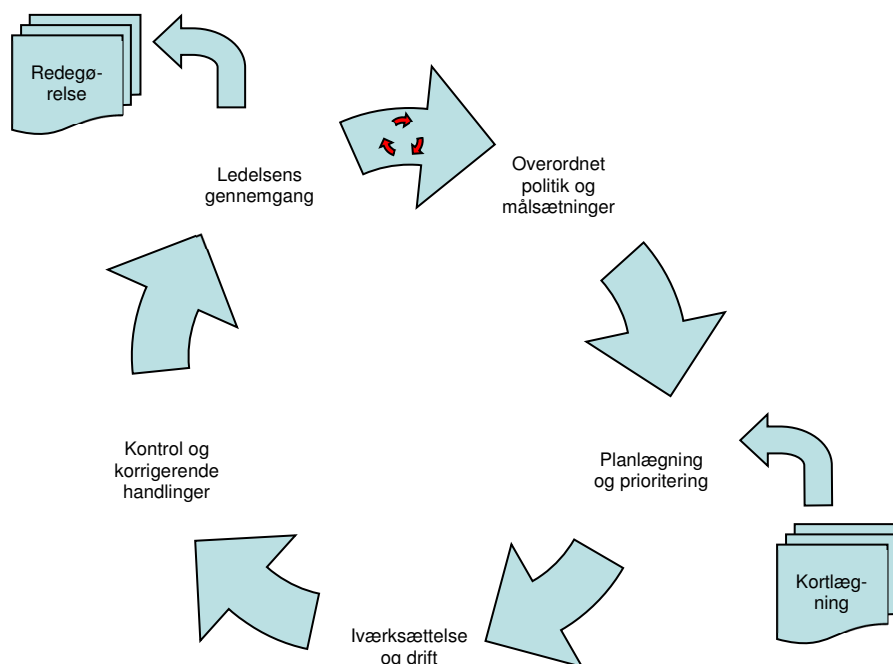 Redegø-
relse
Ledelsens
gennemgang
Overordnet
politik og
målsætninger
Kontrol og
korrigerende
handlinger
Planlægning
og prioritering
Kortlæg-
ning
Iværksættelse
og drift